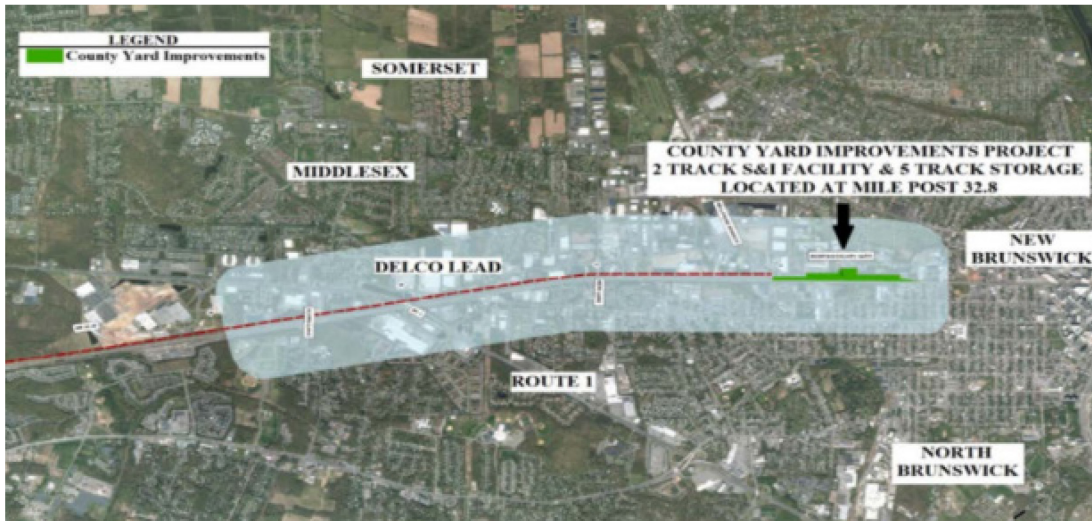 LEGEND
County Yard Improvements
SOMERSET
COUNTY YARD IMPROVEMENTS PROJECT
2 TRACK S&I FACILITY & 5 TRACK STORAGE
LOCATED AT MILE POST 32.8
MIDDLESEX
NEW
BRUNSWICK
DELCO LEAD
ROUTE 1
NORTH
BRUNSWICK